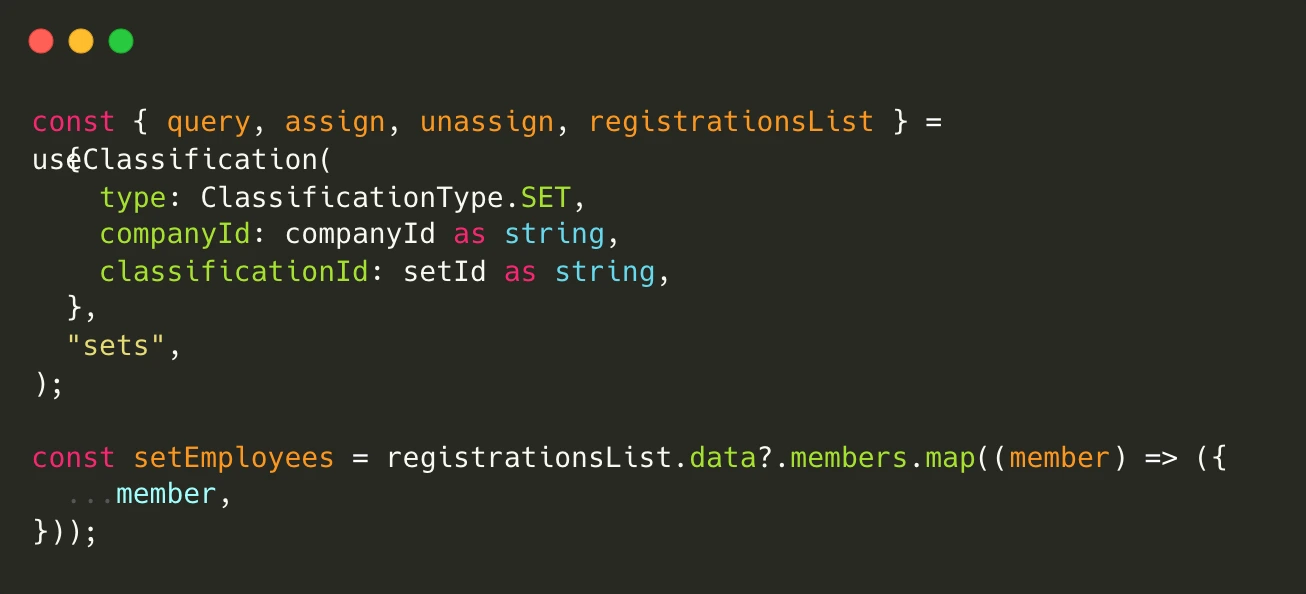 const { query, assign, unassign, registrationsList } =
useClassification(
{
type: ClassificationType.SET,
companyId: companyId as string,
classificationId: setId as string,
},
"sets",
);
const setEmployees = registrationsList.data?.members.map((member) => ({
...member,
}));